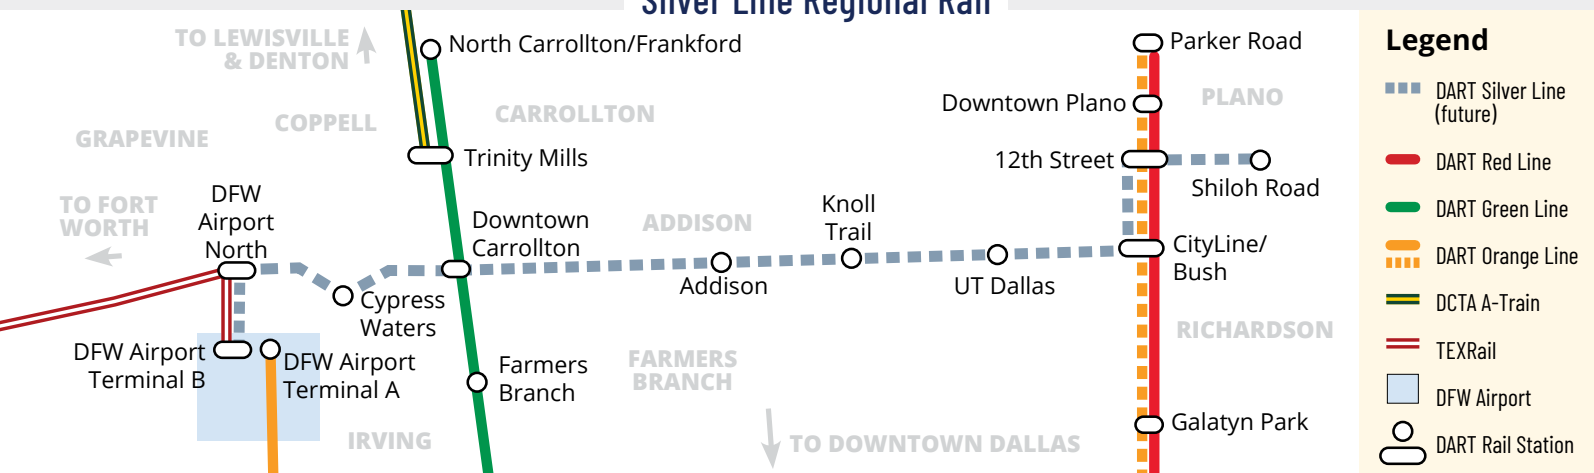 Silver Line Regional Rail
TO LEWISVILLE
& DENTON
North Carrollton/Frankford
Parker Road
Downtown Plano
PLANO
CARROLLTON
COPPELL
GRAPEVINE
Trinity Mills
12th Street
Shiloh Road
TO FORT
WORTH
DFW
Airport
North
Downtown
Carrollton
ADDISON
Knoll
Trail
CityLine/
Bush
Cypress
Waters
Addison
UT Dallas
RICHARDSON
DFW Airport
Terminal B
DFW Airport
Terminal A
Farmers
Branch
FARMERS
BRANCH
Galatyn Park
IRVING
TO DOWNTOWN DALLAS
Legend
DART Silver Line
(future)
DART Red Line
DART Green Line
DART Orange Line
DCTA A-Train
TEXRail
DFW Airport
DART Rail Station